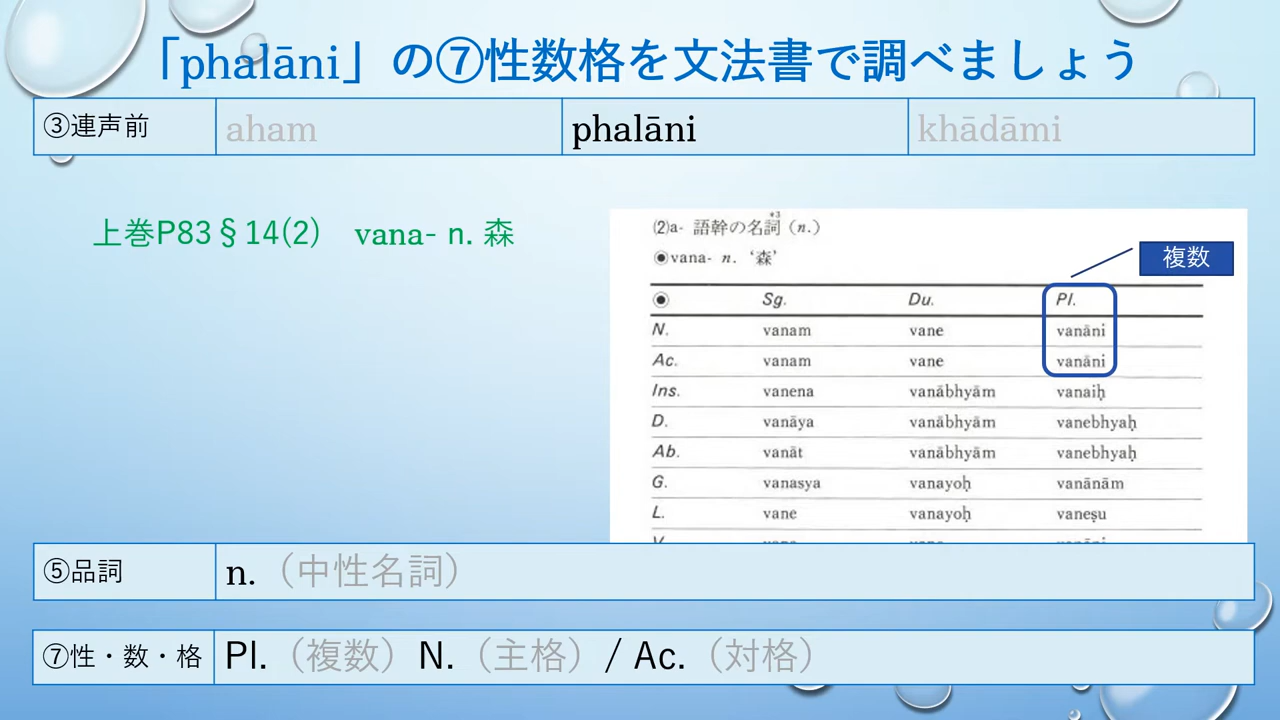 「phalāni」の⑦性数格を文法書で調べましょう
③連声前 aham phalāni khādāmi
上巻P83§14(2) vana- n. 森
(2)a- 語幹の名詞*3（n.）
◉vana- n. ‘森’
複数
◉ Sg. Du. Pl.
N. vanam vane vanāni
Ac. vanam vane vanāni
Ins. vanena vanābhyām vanaiḥ
D. vanāya vanābhyām vanebhyaḥ
Ab. vanāt vanābhyām vanebhyaḥ
G. vanasya vanayoḥ vanānām
L. vane vanayoḥ vaneṣu
⑤品詞 n.（中性名詞）
⑦性・数・格 Pl.（複数）N.（主格）/ Ac.（対格）